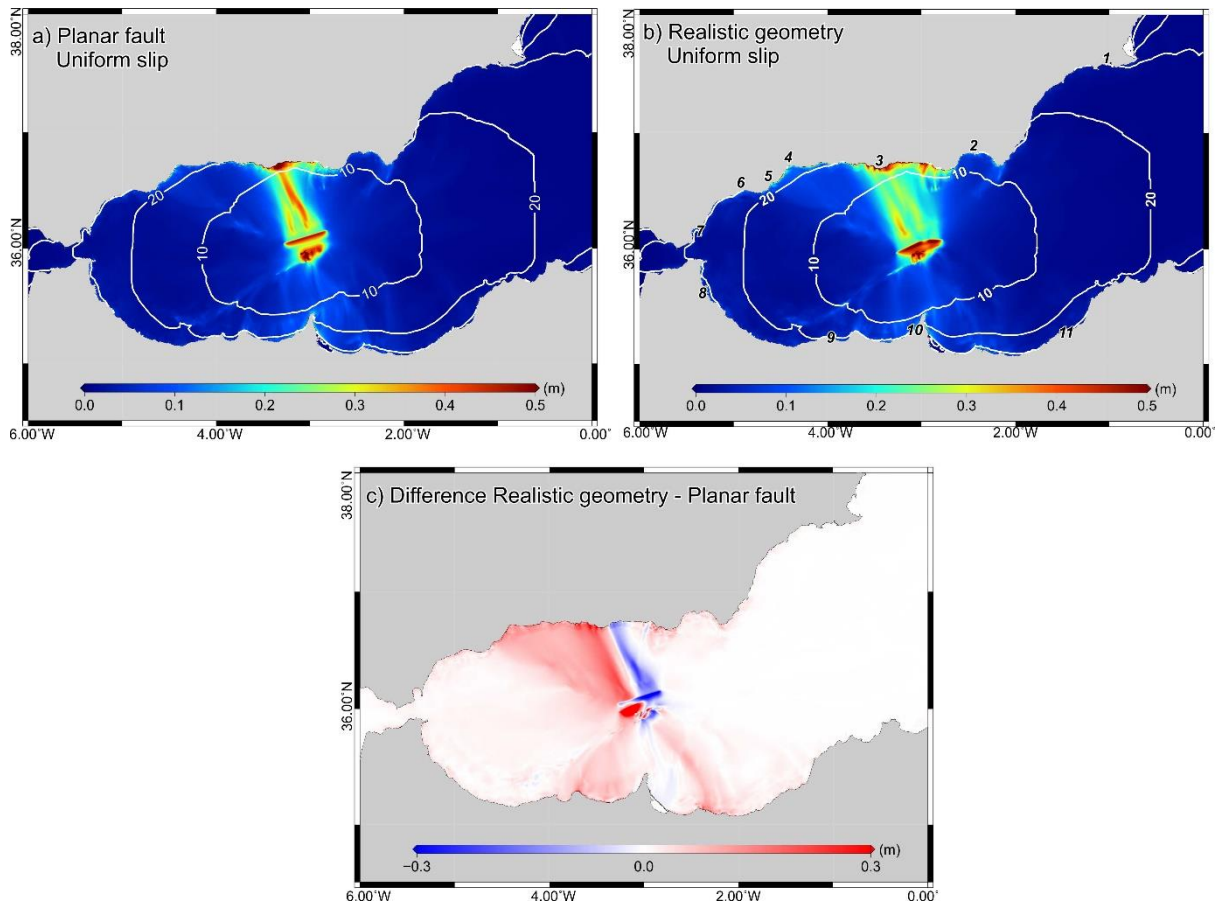 a) Planar fault
Uniform slip
38.00°N
36.00°N
20
10
10
10
20
(m)
0.0 0.1 0.2 0.3 0.4 0.5
6.00°W 4.00°W 2.00°W 0.00°
b) Realistic geometry
Uniform slip
38.00°N
36.00°N
1.
2
3
4
5
6
7
8
9
10
11
20
10
10
10
20
(m)
0.0 0.1 0.2 0.3 0.4 0.5
6.00°W 4.00°W 2.00°W 0.00°
c) Difference Realistic geometry - Planar fault
38.00°N
36.00°N
(m)
−0.3 0.0 0.3
6.00°W 4.00°W 2.00°W 0.00°